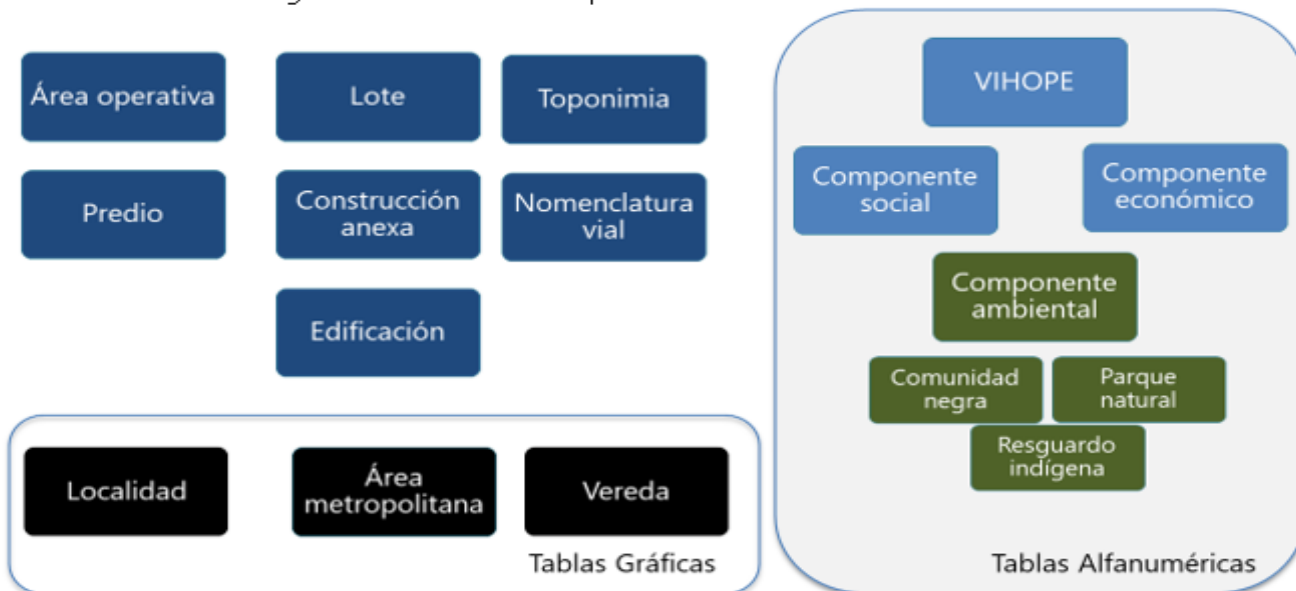 Área operativa
Lote
Toponimia
Predio
Construcción
anexa
Nomenclatura
vial
Edificación
Localidad
Área
metropolitana
Vereda
Tablas Gráficas
VIHOPE
Componente
social
Componente
económico
Componente
ambiental
Comunidad
negra
Parque
natural
Resguardo
indígena
Tablas Alfanuméricas